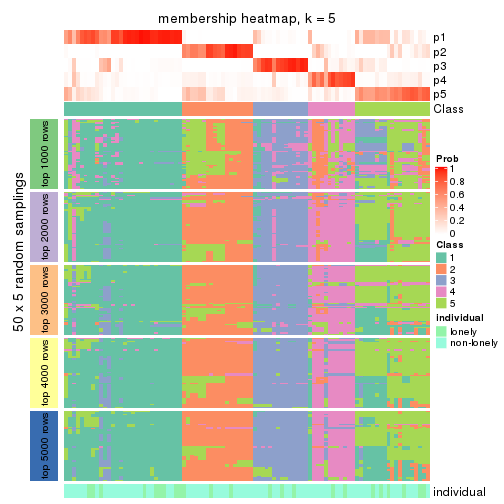 membership heatmap, k = 5
p1
p2
p3
p4
p5
Class
50 x 5 random samplings
top 1000 rows
top 2000 rows
top 3000 rows
top 4000 rows
top 5000 rows
individual
Prob
1
0.8
0.6
0.4
0.2
0
Class
1
2
3
4
5
individual
lonely
non-lonely